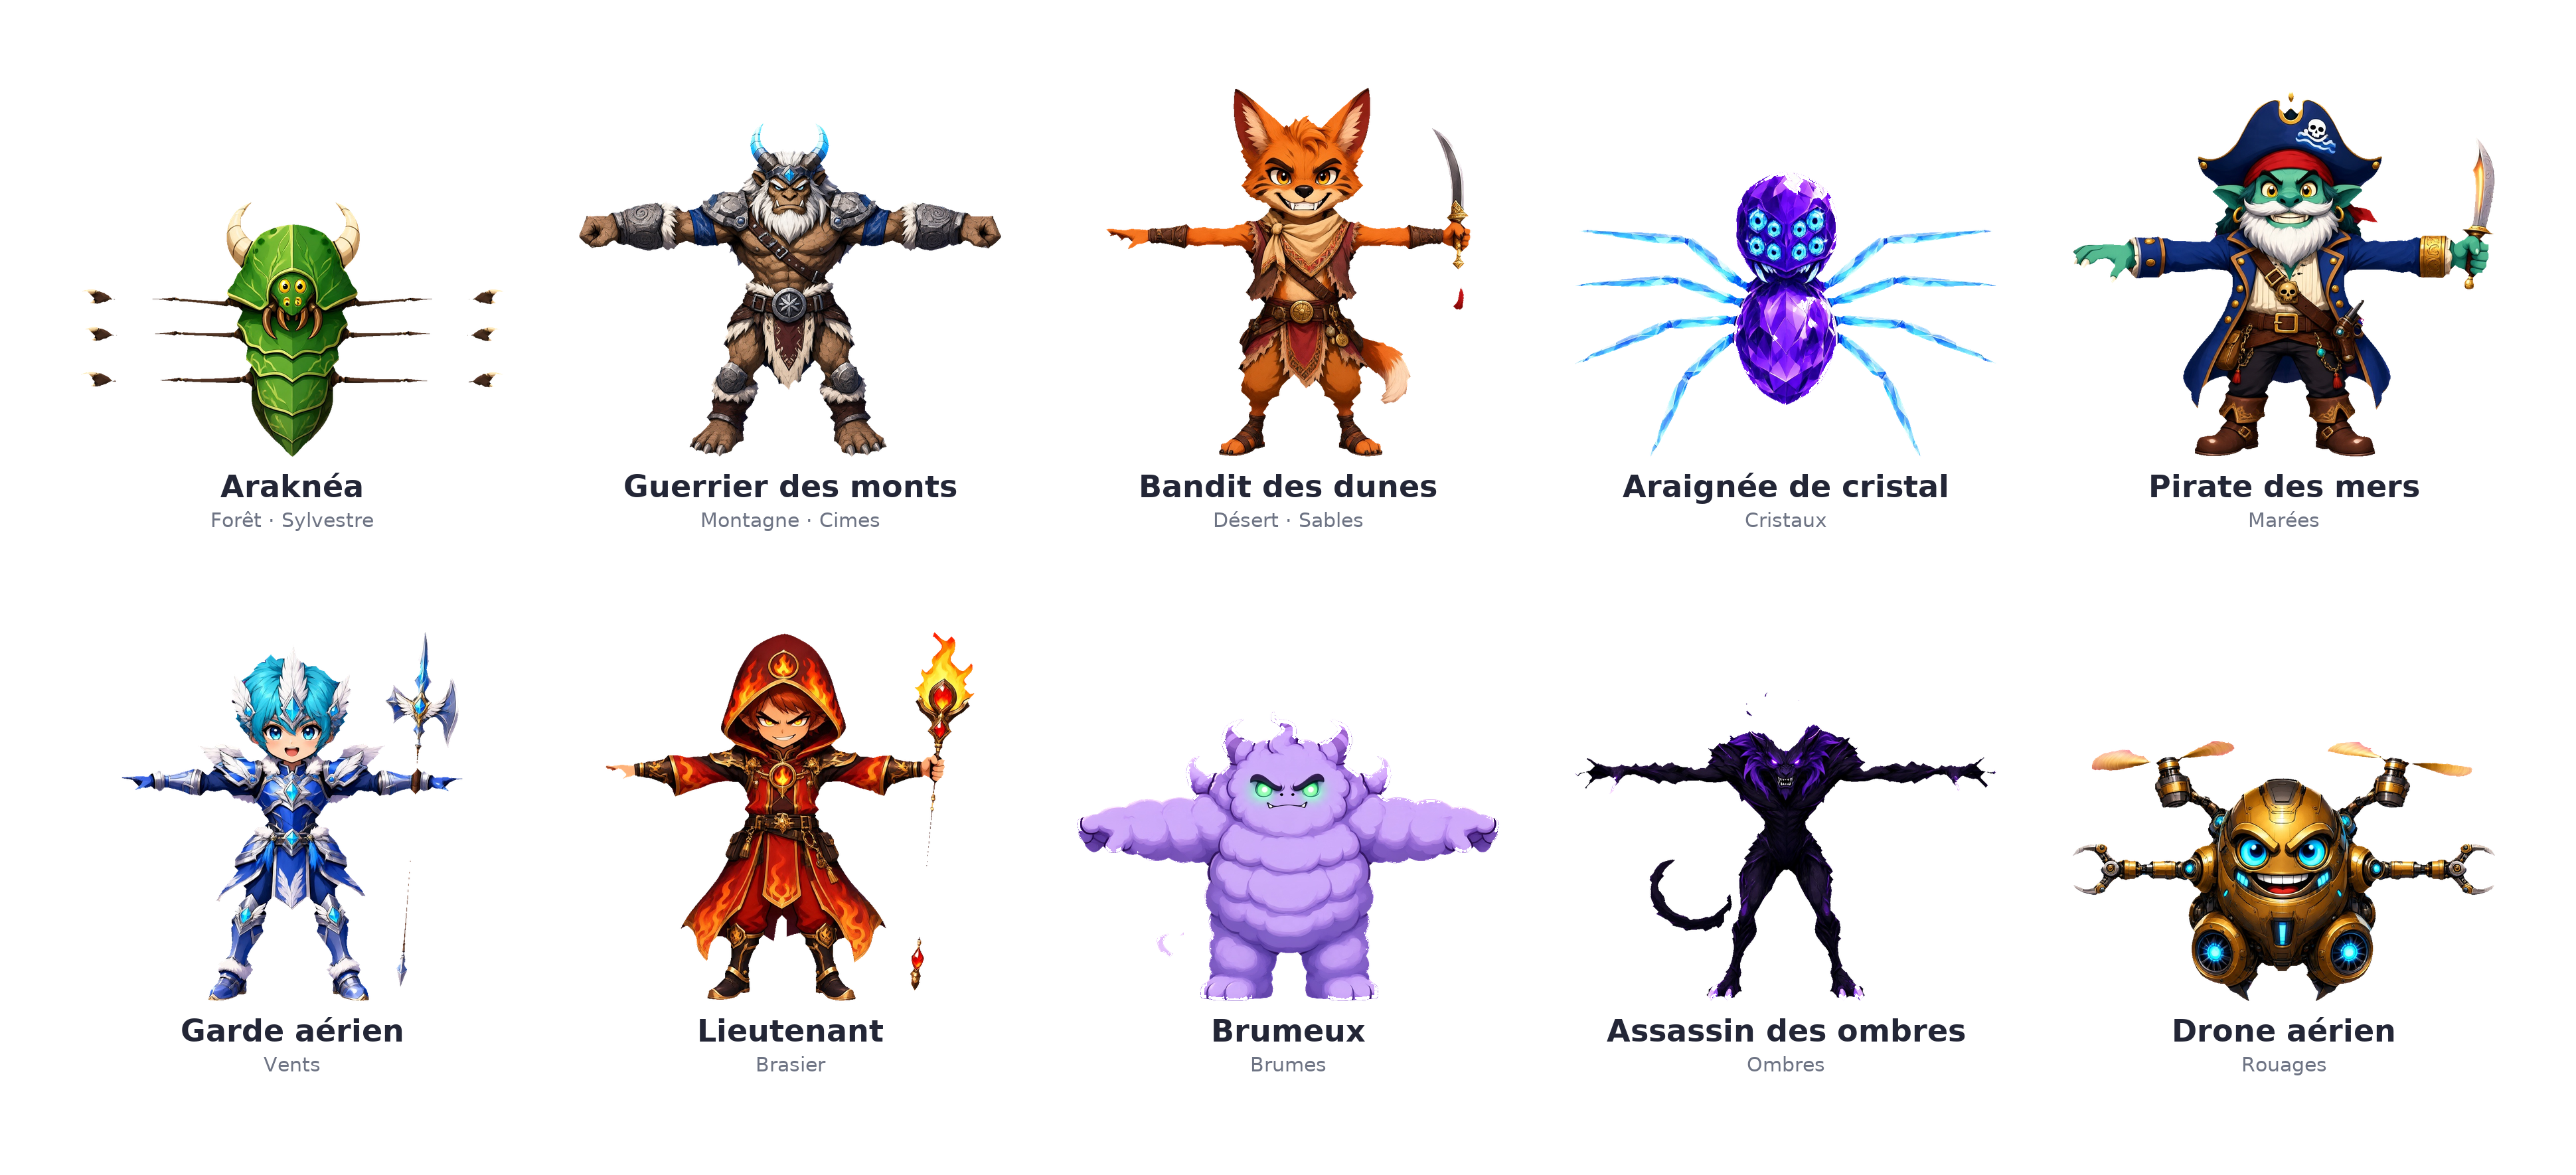 Araknéa
Forêt · Sylvestre
Guerrier des monts
Montagne · Cimes
Bandit des dunes
Désert · Sables
Araignée de cristal
Cristaux
Pirate des mers
Marées
Garde aérien
Vents
Lieutenant
Brasier
Brumeux
Brumes
Assassin des ombres
Ombres
Drone aérien
Rouages